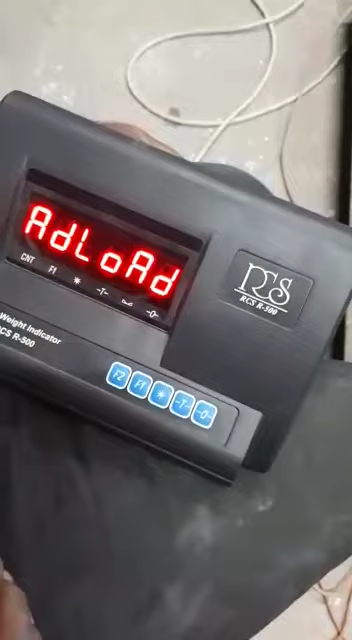 AdLoAd
CNT F1 * -T- -0-
RCS
RCS R-500
Weight Indicator
RCS R-500
F2 F1 * -T- -0-